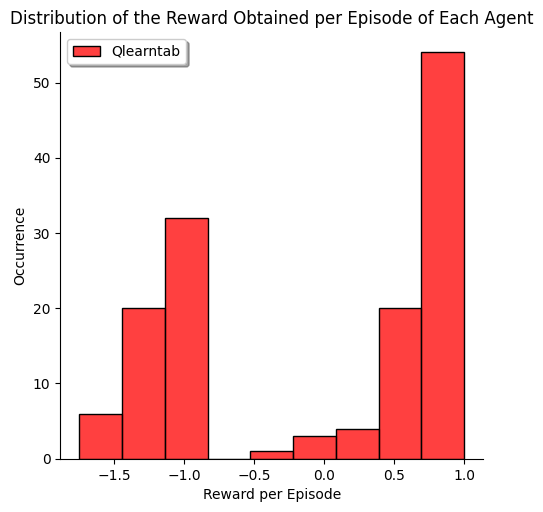 Distribution of the Reward Obtained per Episode of Each Agent
Qlearntab
Occurrence
50
40
30
20
10
0
−1.5 −1.0 −0.5 0.0 0.5 1.0
Reward per Episode